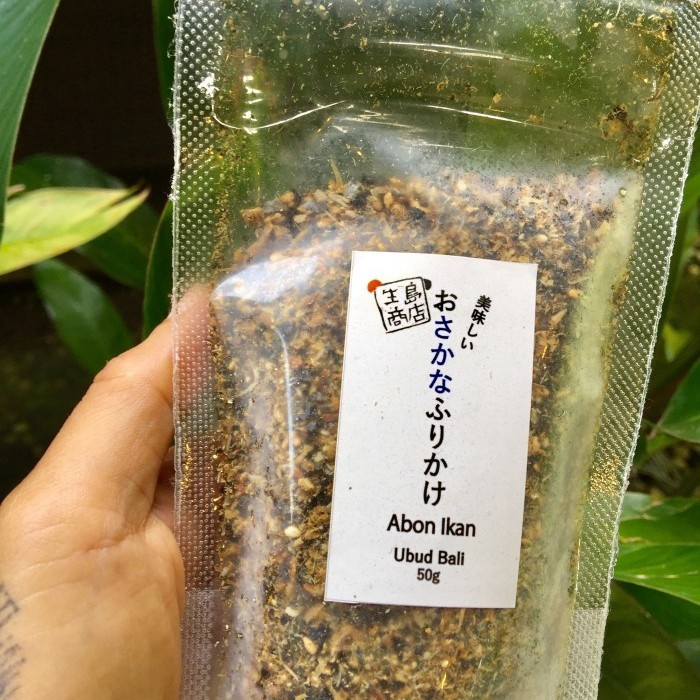 生島
商店
美味しい
おさかなふりかけ
Abon Ikan
Ubud Bali
50g